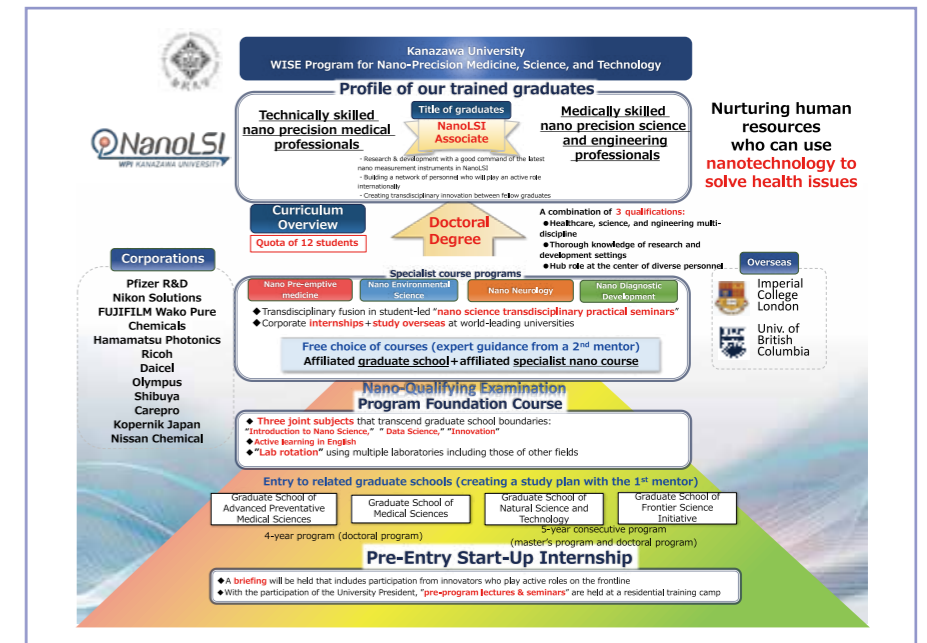 Kanazawa University
WISE Program for Nano-Precision Medicine, Science, and Technology
Profile of our trained graduates
Technically skilled
nano precision medical
professionals
Title of graduates
NanoLSI
Associate
Medically skilled
nano precision science
and engineering
professionals
- Research & development with a good command of the latest
nano measurement instruments in NanoLSI
- Building a network of personnel who will play an active role
internationally
- Creating transdisciplinary innovation between fellow graduates
NanoLSI
WPI KANAZAWA UNIVERSITY
Nurturing human
resources
who can use
nanotechnology to
solve health issues
Curriculum
Overview
Quota of 12 students
Doctoral
Degree
A combination of 3 qualifications:
●Healthcare, science, and ngineering multi-
discipline
●Thorough knowledge of research and
development settings
●Hub role at the center of diverse personnel
Corporations
Pfizer R&D
Nikon Solutions
FUJIFILM Wako Pure
Chemicals
Hamamatsu Photonics
Ricoh
Daicel
Olympus
Shibuya
Carepro
Kopernik Japan
Nissan Chemical
Overseas
Imperial
College
London
Univ. of
British
Columbia
Specialist course programs
Nano Pre-emptive
medicine
Nano Environmental
Science
Nano Neurology
Nano Diagnostic
Development
◆Transdisciplinary fusion in student-led "nano science transdisciplinary practical seminars"
◆Corporate internships+study overseas at world-leading universities
Free choice of courses (expert guidance from a 2nd mentor)
Affiliated graduate school+affiliated specialist nano course
Nano-Qualifying Examination
Program Foundation Course
◆ Three joint subjects that transcend graduate school boundaries:
"Introduction to Nano Science," " Data Science," "Innovation"
◆Active learning in English
◆"Lab rotation" using multiple laboratories including those of other fields
Entry to related graduate schools (creating a study plan with the 1st mentor)
Graduate School of
Advanced Preventative
Medical Sciences
Graduate School of
Medical Sciences
Graduate School of
Natural Science and
Technology
Graduate School of
Frontier Science
Initiative
4-year program (doctoral program)
5-year consecutive program
(master's program and doctoral program)
Pre-Entry Start-Up Internship
◆A briefing will be held that includes participation from innovators who play active roles on the frontline
◆With the participation of the University President, "pre-program lectures & seminars" are held at a residential training camp